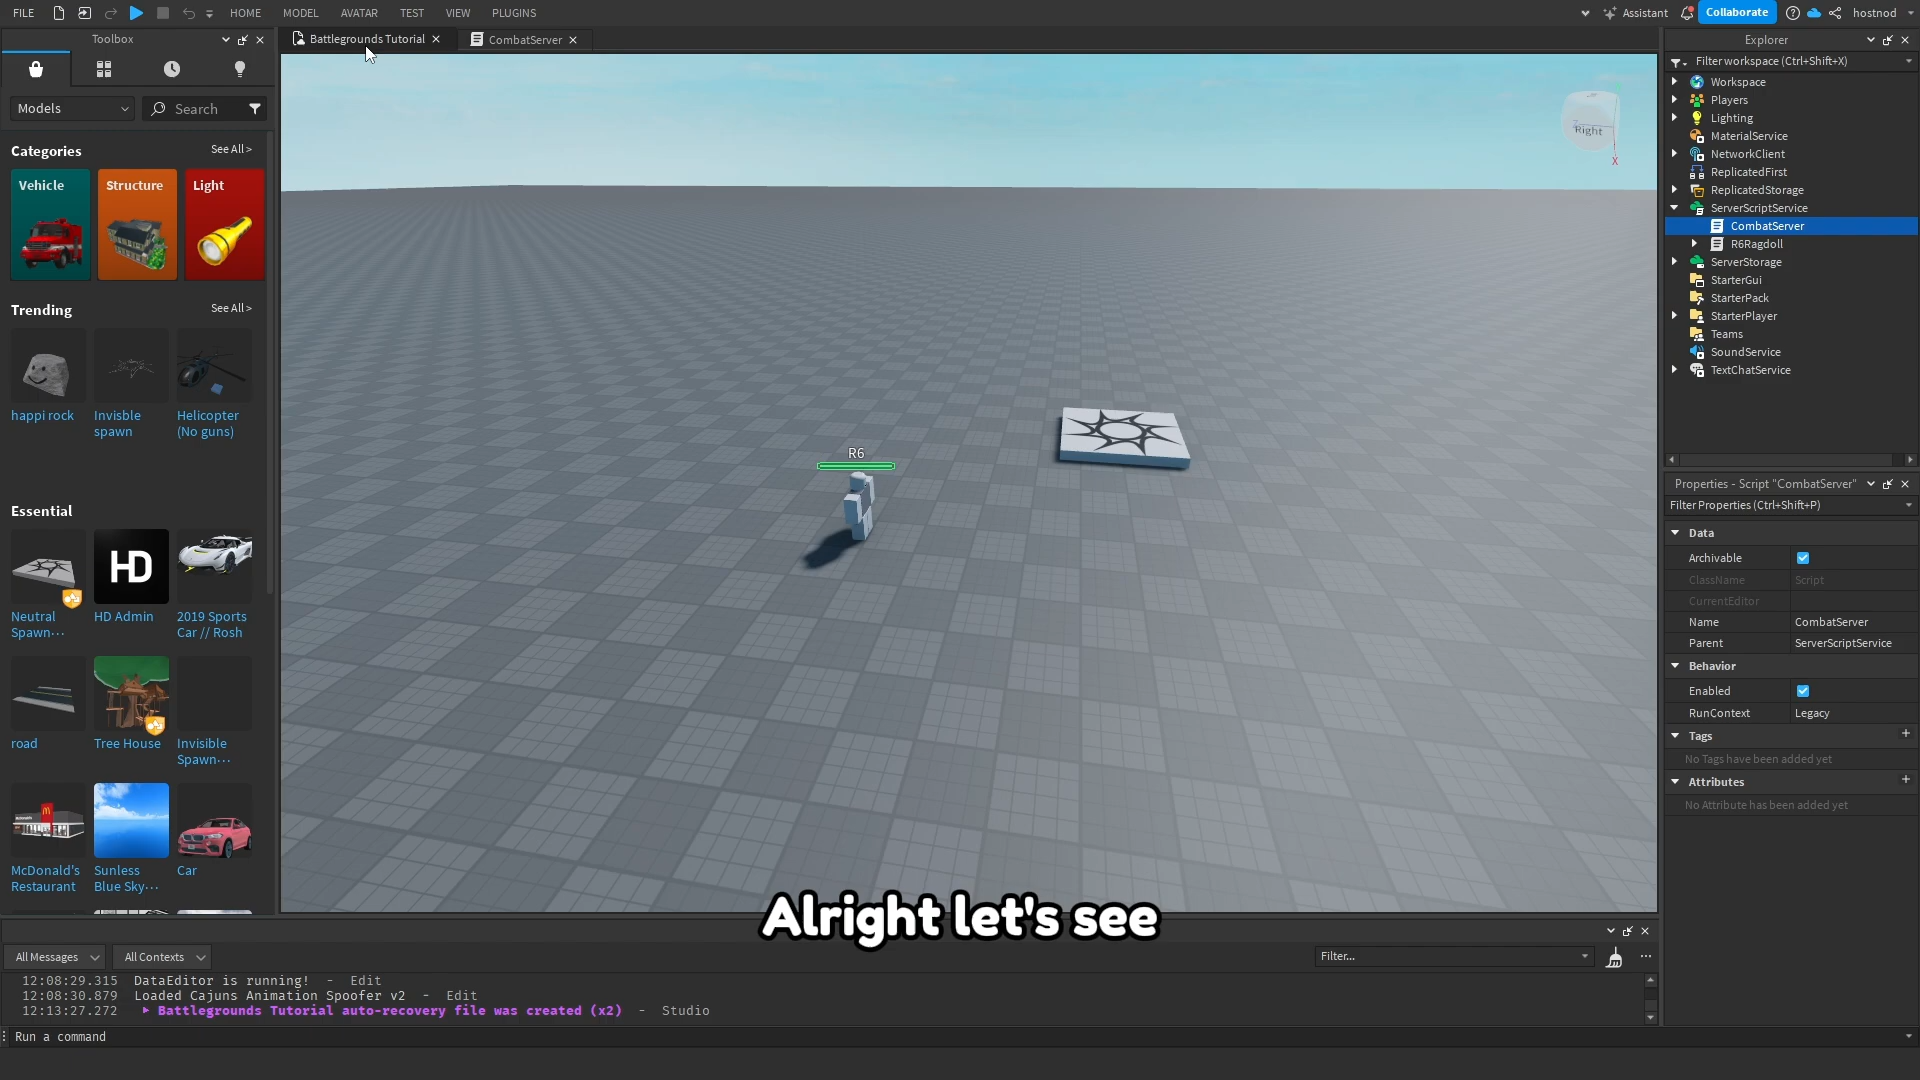 FILE
HOME
MODEL
AVATAR
TEST
VIEW
PLUGINS
Assistant
Collaborate
hostnod
Toolbox
Models
Search
Categories
See All >
Vehicle
Structure
Light
Trending
See All >
happi rock
Invisble
spawn
Helicopter
(No guns)
Essential
HD
Neutral
Spawn...
HD Admin
2019 Sports
Car // Rosh
road
Tree House
Invisible
Spawn...
McDonald's
Restaurant
Sunless
Blue Sky...
Car
Battlegrounds Tutorial
CombatServer
Right
X
R6
Alright let's see
Explorer
Filter workspace (Ctrl+Shift+X)
Workspace
Players
Lighting
MaterialService
NetworkClient
ReplicatedFirst
ReplicatedStorage
ServerScriptService
CombatServer
R6Ragdoll
ServerStorage
StarterGui
StarterPack
StarterPlayer
Teams
SoundService
TextChatService
Properties - Script "CombatServer"
Filter Properties (Ctrl+Shift+P)
Data
Archivable
ClassName Script
CurrentEditor
Name CombatServer
Parent ServerScriptService
Behavior
Enabled
RunContext Legacy
Tags
No Tags have been added yet
Attributes
No Attribute has been added yet
All Messages
All Contexts
Filter...
12:08:29.315 DataEditor is running! - Edit
12:08:30.879 Loaded Cajuns Animation Spoofer v2 - Edit
12:13:27.272 Battlegrounds Tutorial auto-recovery file was created (x2) - Studio
Run a command